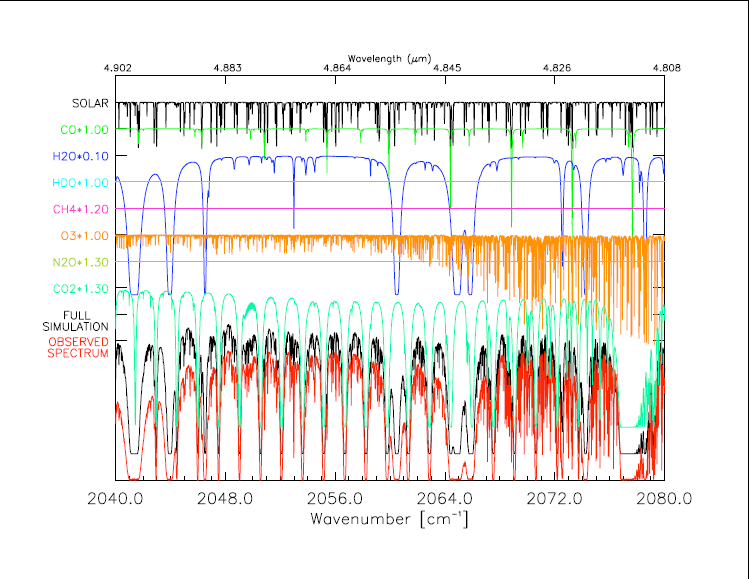 Wavelength (μm)
4.902 4.883 4.864 4.845 4.826 4.808
SOLAR
CO*1.00
H2O*0.10
HDO*1.00
CH4*1.20
O3*1.00
N2O*1.30
CO2*1.30
FULL
SIMULATION
OBSERVED
SPECTRUM
2040.0 2048.0 2056.0 2064.0 2072.0 2080.0
Wavenumber [cm⁻¹]